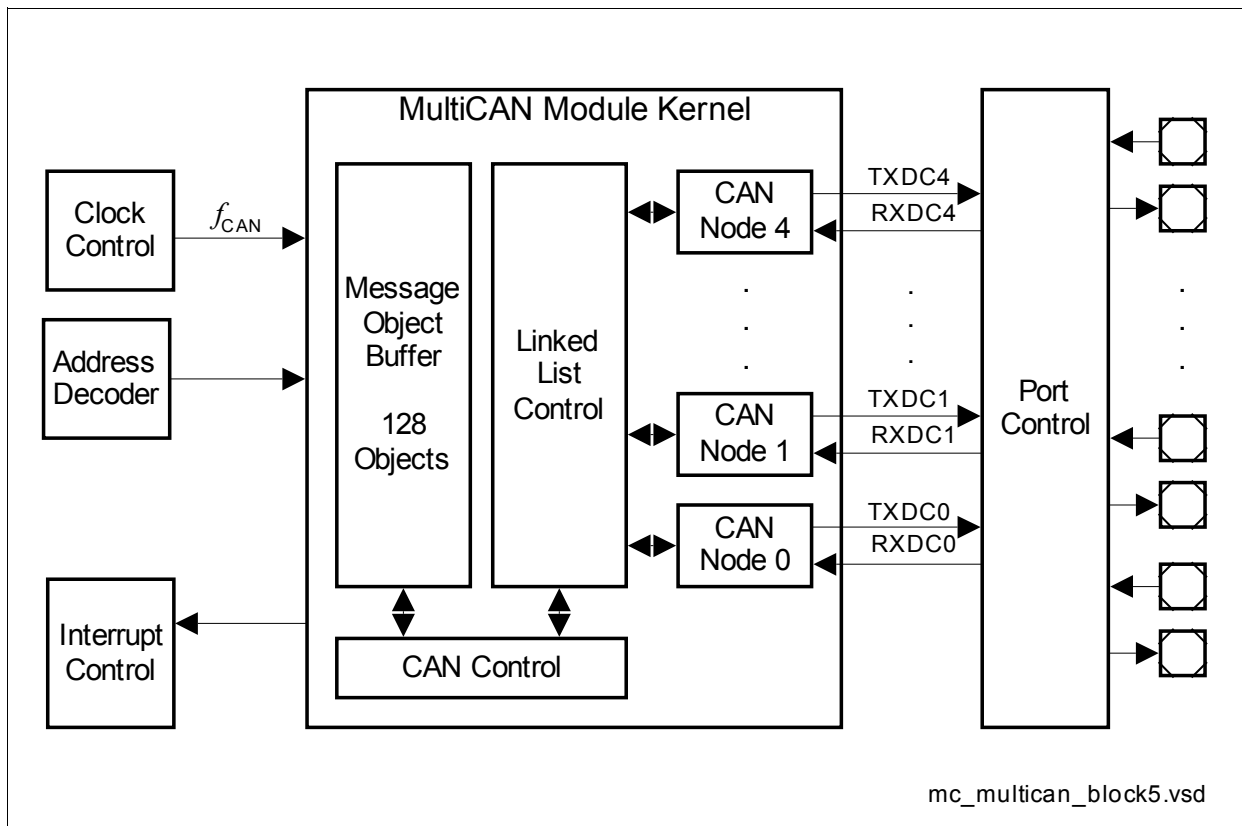 MultiCAN Module Kernel
Clock
Control
fCAN
Address
Decoder
Interrupt
Control
Message
Object
Buffer
128
Objects
Linked
List
Control
CAN Control
CAN
Node 4
TXDC4
RXDC4
CAN
Node 1
TXDC1
RXDC1
CAN
Node 0
TXDC0
RXDC0
Port
Control
mc_multican_block5.vsd